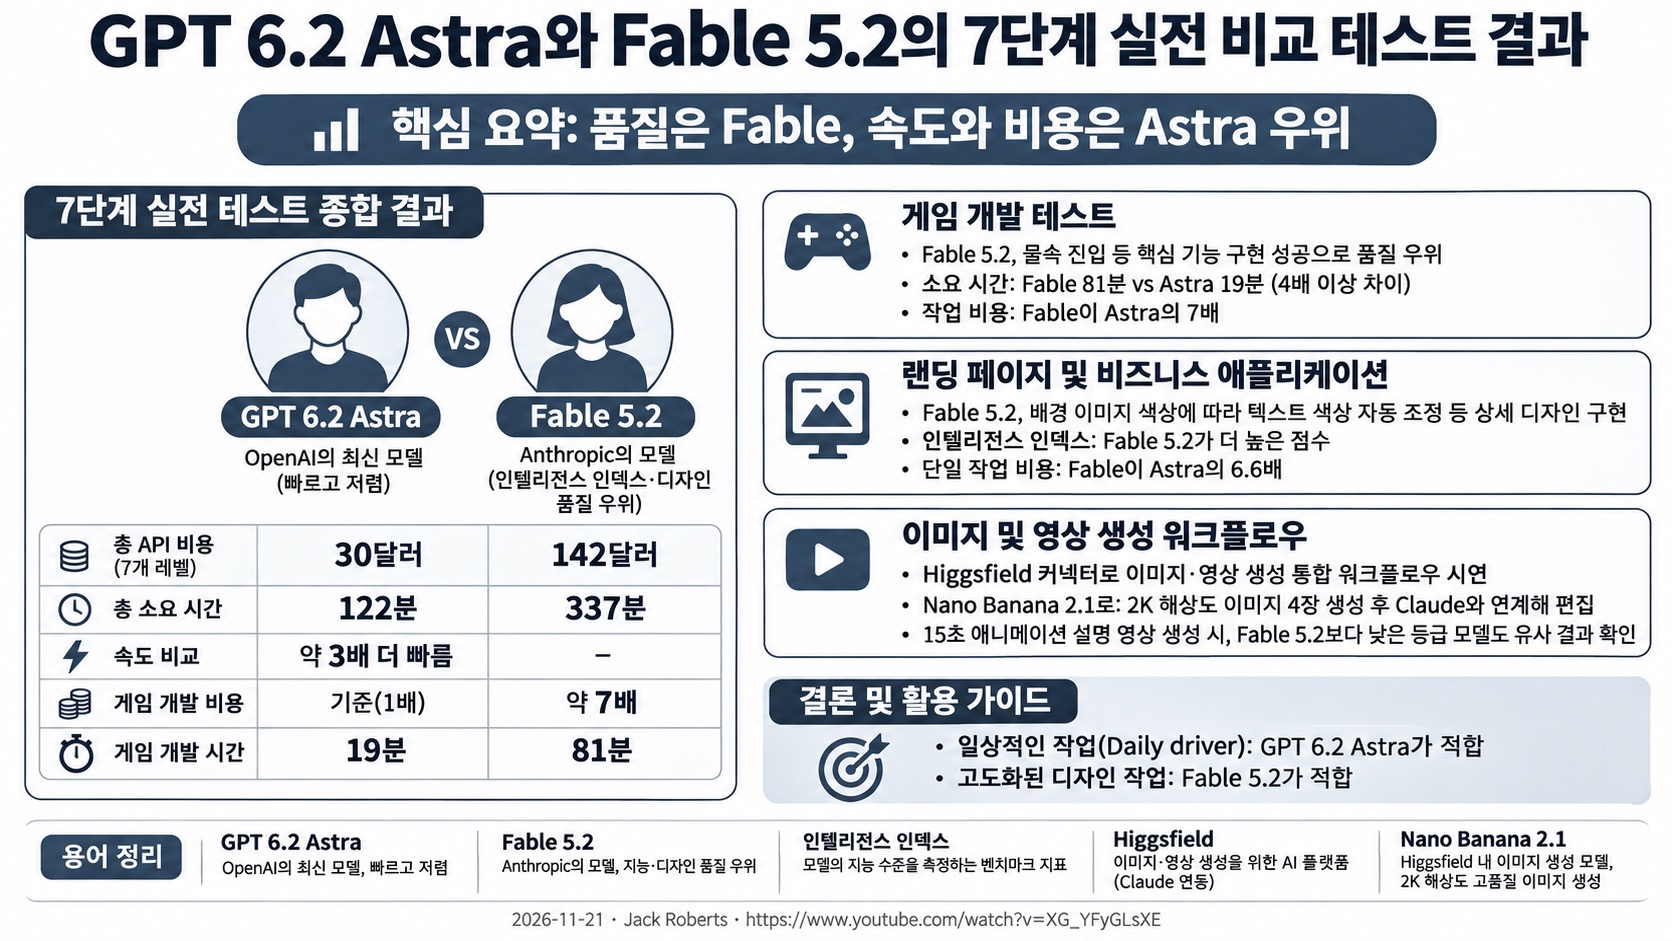 GPT 6.2 Astra와 Fable 5.2의 7단계 실전 비교 테스트 결과
핵심 요약: 품질은 Fable, 속도와 비용은 Astra 우위
7단계 실전 테스트 종합 결과
VS
GPT 6.2 Astra
OpenAI의 최신 모델
(빠르고 저렴)
Fable 5.2
Anthropic의 모델
(인텔리전스 인덱스·디자인
품질 우위)
총 API 비용
(7개 레벨)
30달러
142달러
총 소요 시간
122분
337분
속도 비교
약 3배 더 빠름
–
게임 개발 비용
기준(1배)
약 7배
게임 개발 시간
19분
81분
게임 개발 테스트
• Fable 5.2, 물속 진입 등 핵심 기능 구현 성공으로 품질 우위
• 소요 시간: Fable 81분 vs Astra 19분 (4배 이상 차이)
• 작업 비용: Fable이 Astra의 7배
랜딩 페이지 및 비즈니스 애플리케이션
• Fable 5.2, 배경 이미지 색상에 따라 텍스트 색상 자동 조정 등 상세 디자인 구현
• 인텔리전스 인덱스: Fable 5.2가 더 높은 점수
• 단일 작업 비용: Fable이 Astra의 6.6배
이미지 및 영상 생성 워크플로우
• Higgsfield 커넥터로 이미지·영상 생성 통합 워크플로우 시연
• Nano Banana 2.1로: 2K 해상도 이미지 4장 생성 후 Claude와 연계해 편집
• 15초 애니메이션 설명 영상 생성 시, Fable 5.2보다 낮은 등급 모델도 유사 결과 확인
결론 및 활용 가이드
• 일상적인 작업(Daily driver): GPT 6.2 Astra가 적합
• 고도화된 디자인 작업: Fable 5.2가 적합
용어 정리
GPT 6.2 Astra
OpenAI의 최신 모델, 빠르고 저렴
Fable 5.2
Anthropic의 모델, 지능·디자인 품질 우위
인텔리전스 인덱스
모델의 지능 수준을 측정하는 벤치마크 지표
Higgsfield
이미지·영상 생성을 위한 AI 플랫폼
(Claude 연동)
Nano Banana 2.1
Higgsfield 내 이미지 생성 모델,
2K 해상도 고품질 이미지 생성
2026-11-21 · Jack Roberts · https://www.youtube.com/watch?v=XG_YFyGLsXE